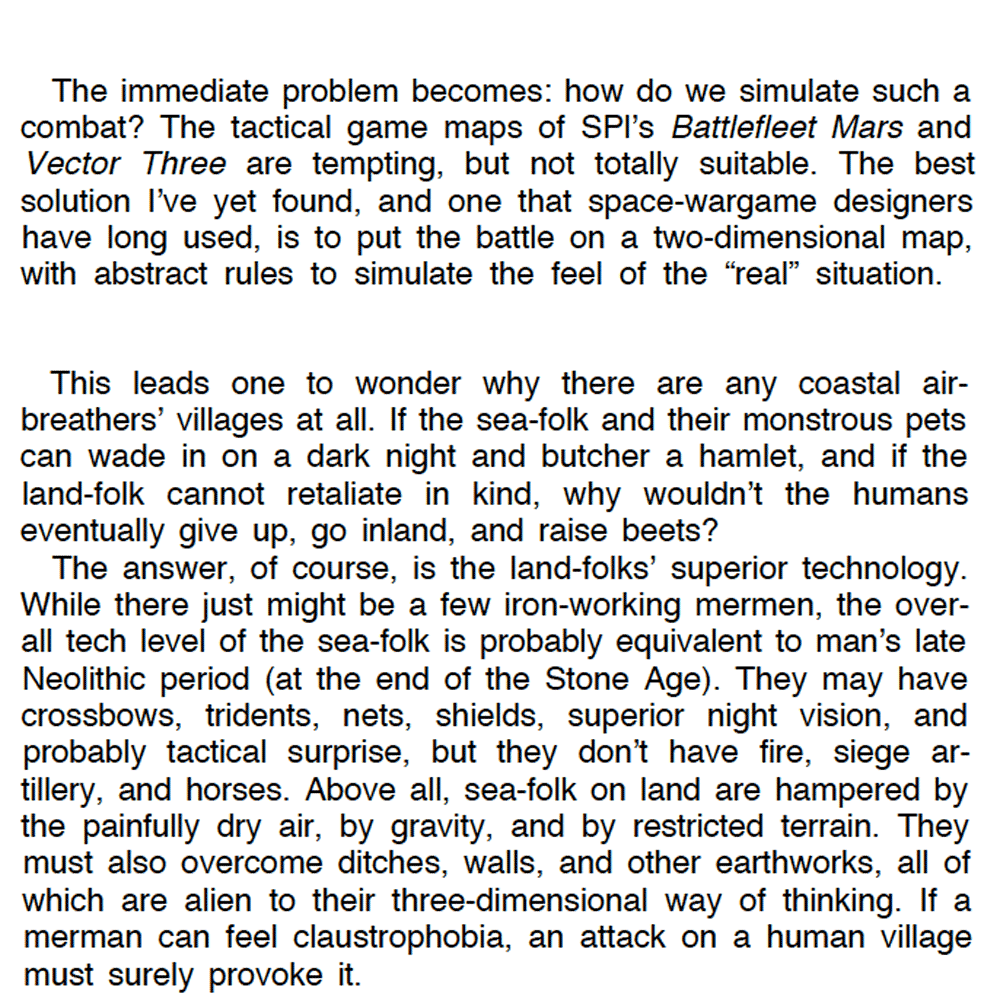 The immediate problem becomes: how do we simulate such a
combat? The tactical game maps of SPI’s Battlefleet Mars and
Vector Three are tempting, but not totally suitable. The best
solution I’ve yet found, and one that space-wargame designers
have long used, is to put the battle on a two-dimensional map,
with abstract rules to simulate the feel of the “real” situation.
This leads one to wonder why there are any coastal air-
breathers’ villages at all. If the sea-folk and their monstrous pets
can wade in on a dark night and butcher a hamlet, and if the
land-folk cannot retaliate in kind, why wouldn’t the humans
eventually give up, go inland, and raise beets?
The answer, of course, is the land-folks’ superior technology.
While there just might be a few iron-working mermen, the over-
all tech level of the sea-folk is probably equivalent to man’s late
Neolithic period (at the end of the Stone Age). They may have
crossbows, tridents, nets, shields, superior night vision, and
probably tactical surprise, but they don’t have fire, siege ar-
tillery, and horses. Above all, sea-folk on land are hampered by
the painfully dry air, by gravity, and by restricted terrain. They
must also overcome ditches, walls, and other earthworks, all of
which are alien to their three-dimensional way of thinking. If a
merman can feel claustrophobia, an attack on a human village
must surely provoke it.